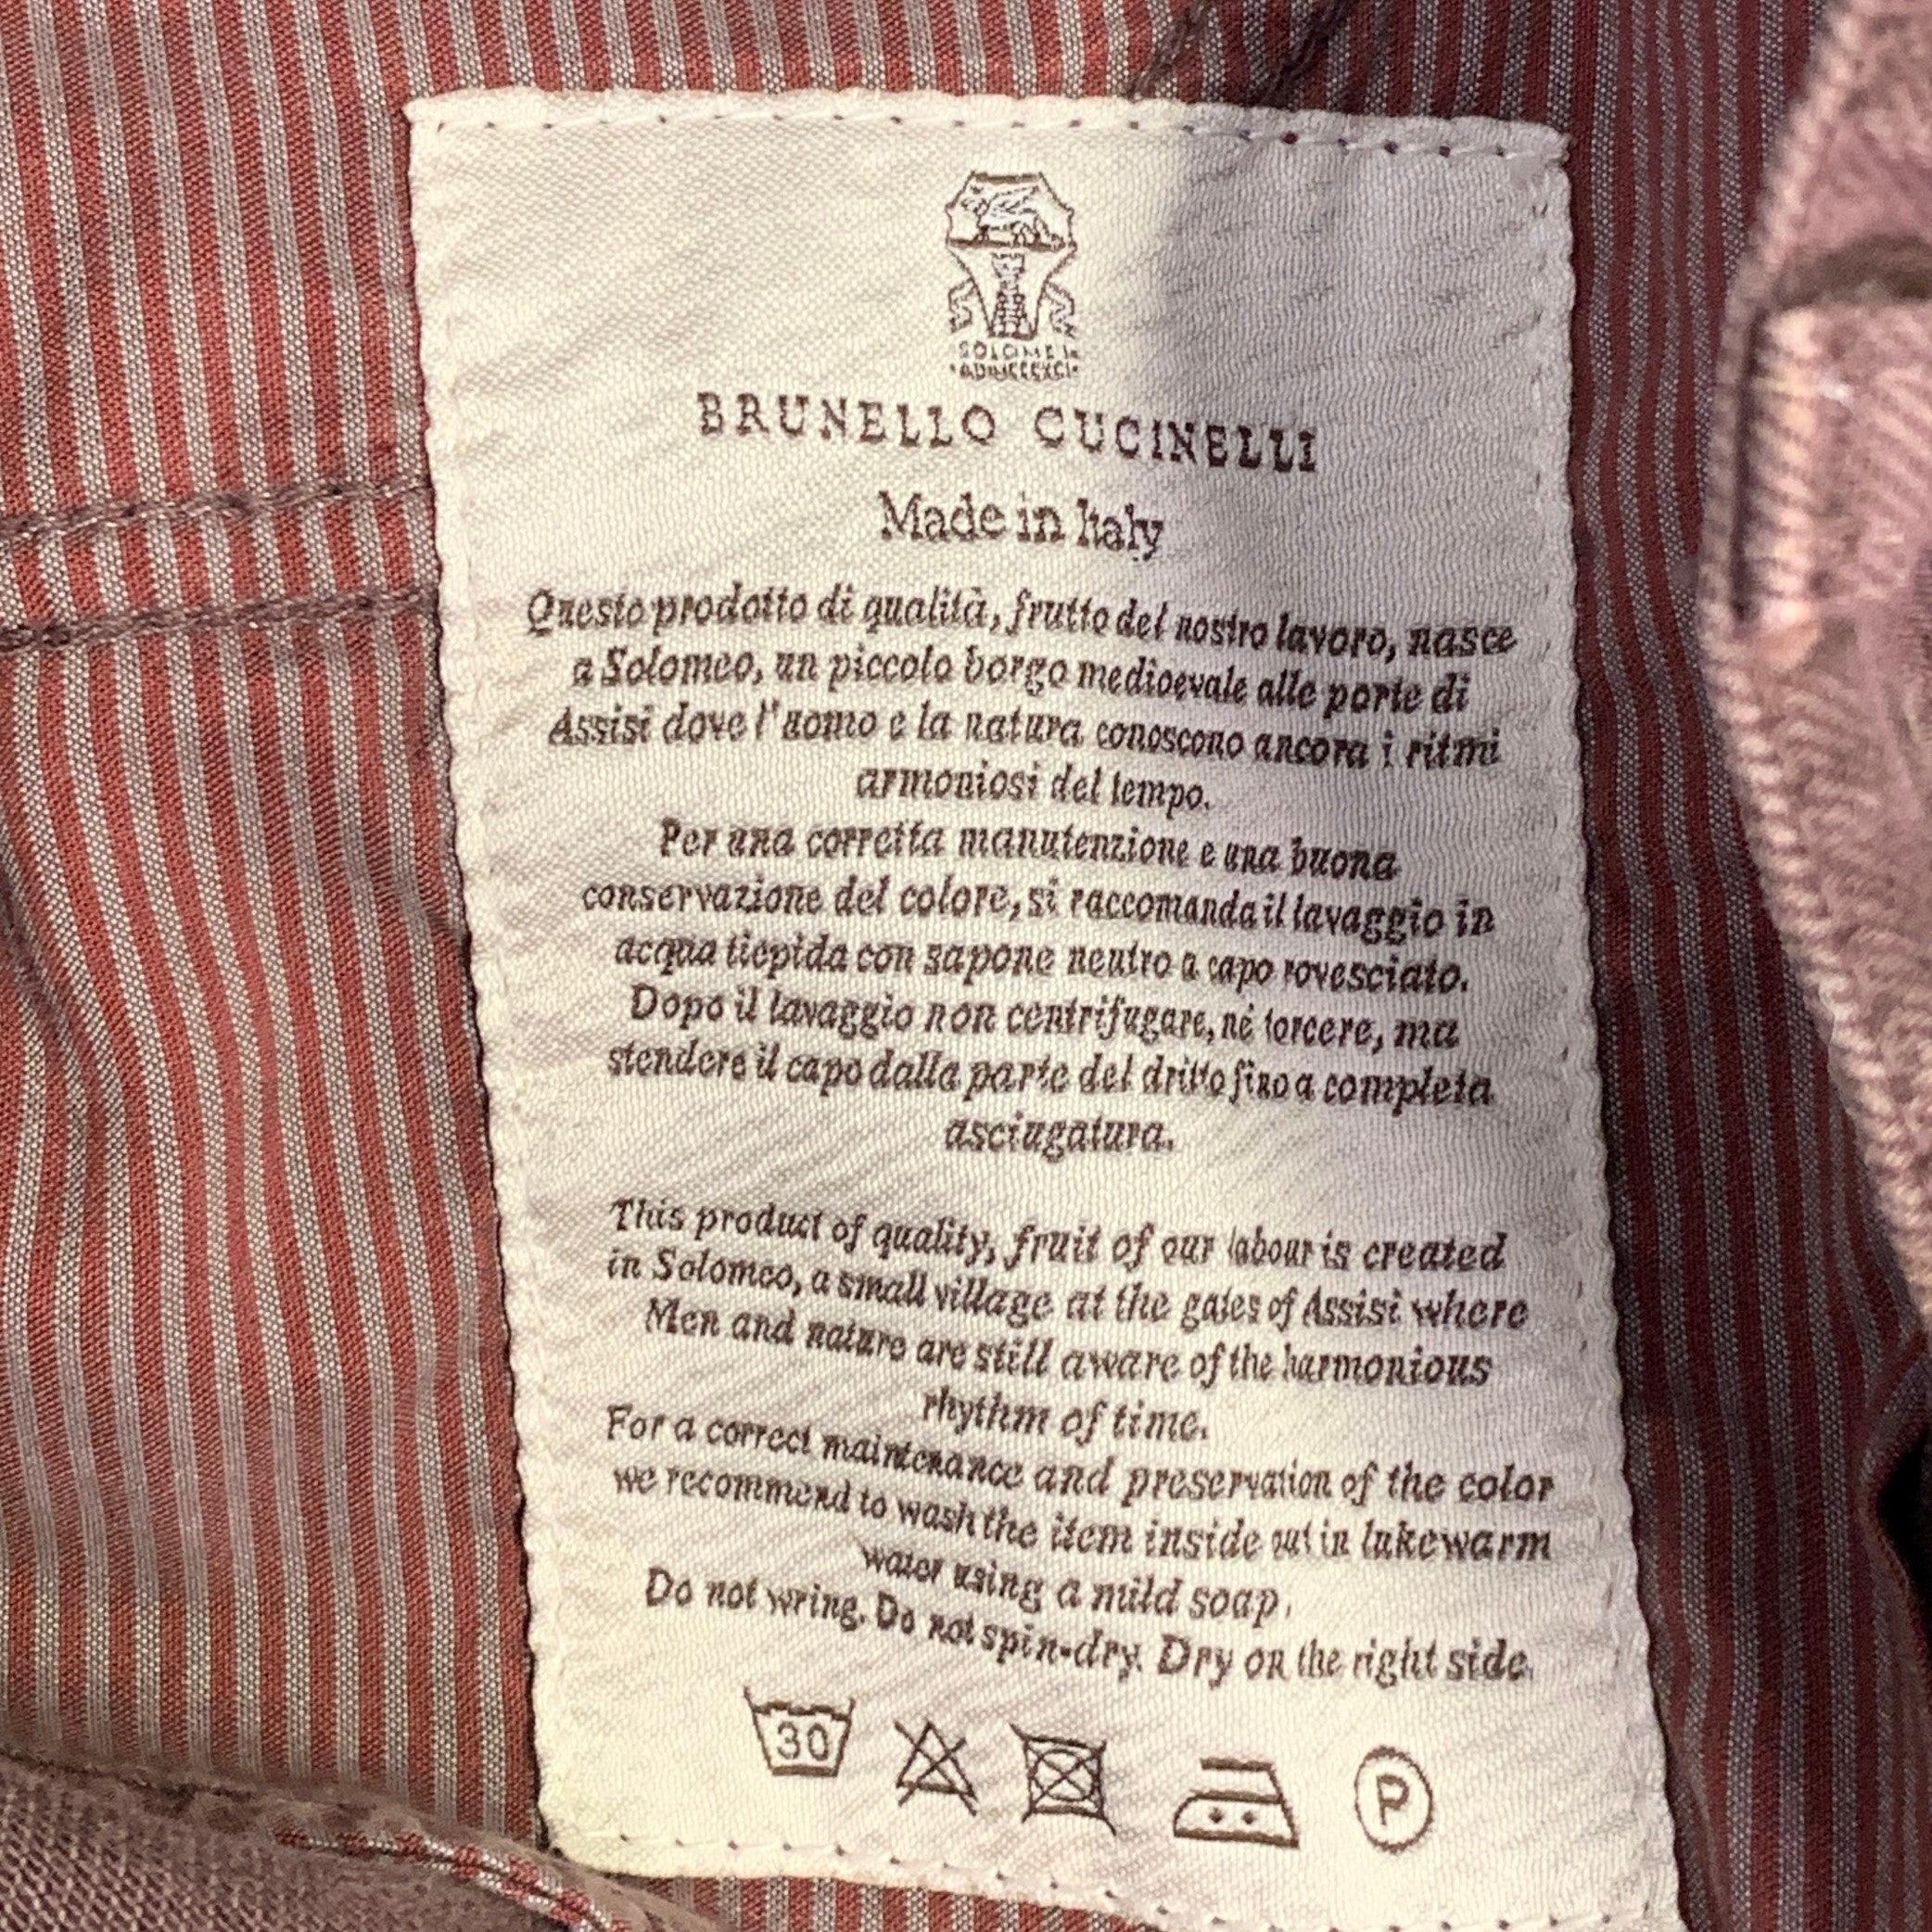 SOLOMEI
BRUNELLO CUCINELLI
Made in Italy
Questo prodotto di qualità, frutto del nostro lavoro, nasce
a Solomeo, un piccolo borgo medioevale alle porte di
Assisi dove l'uomo e la natura conoscono ancora i ritmi
armoniosi del tempo.
Per una corretta manutenzione e una buona
conservazione del colore, si raccomanda il lavaggio in
acqua tiepida con sapone neutro a capo rovesciato.
Dopo il lavaggio non centrifugare, né torcere, ma
stendere il capo dalla parte del dritto fino a completa
asciugatura.
This product of quality, fruit of our labour is created
in Solomeo, a small village at the gates of Assisi where
Men and nature are still aware of the harmonious
rhythm of time.
For a correct maintenance and preservation of the color
we recommend to wash the item inside out in lukewarm
water using a mild soap.
Do not wring. Do not spin-dry. Dry on the right side.
30
P